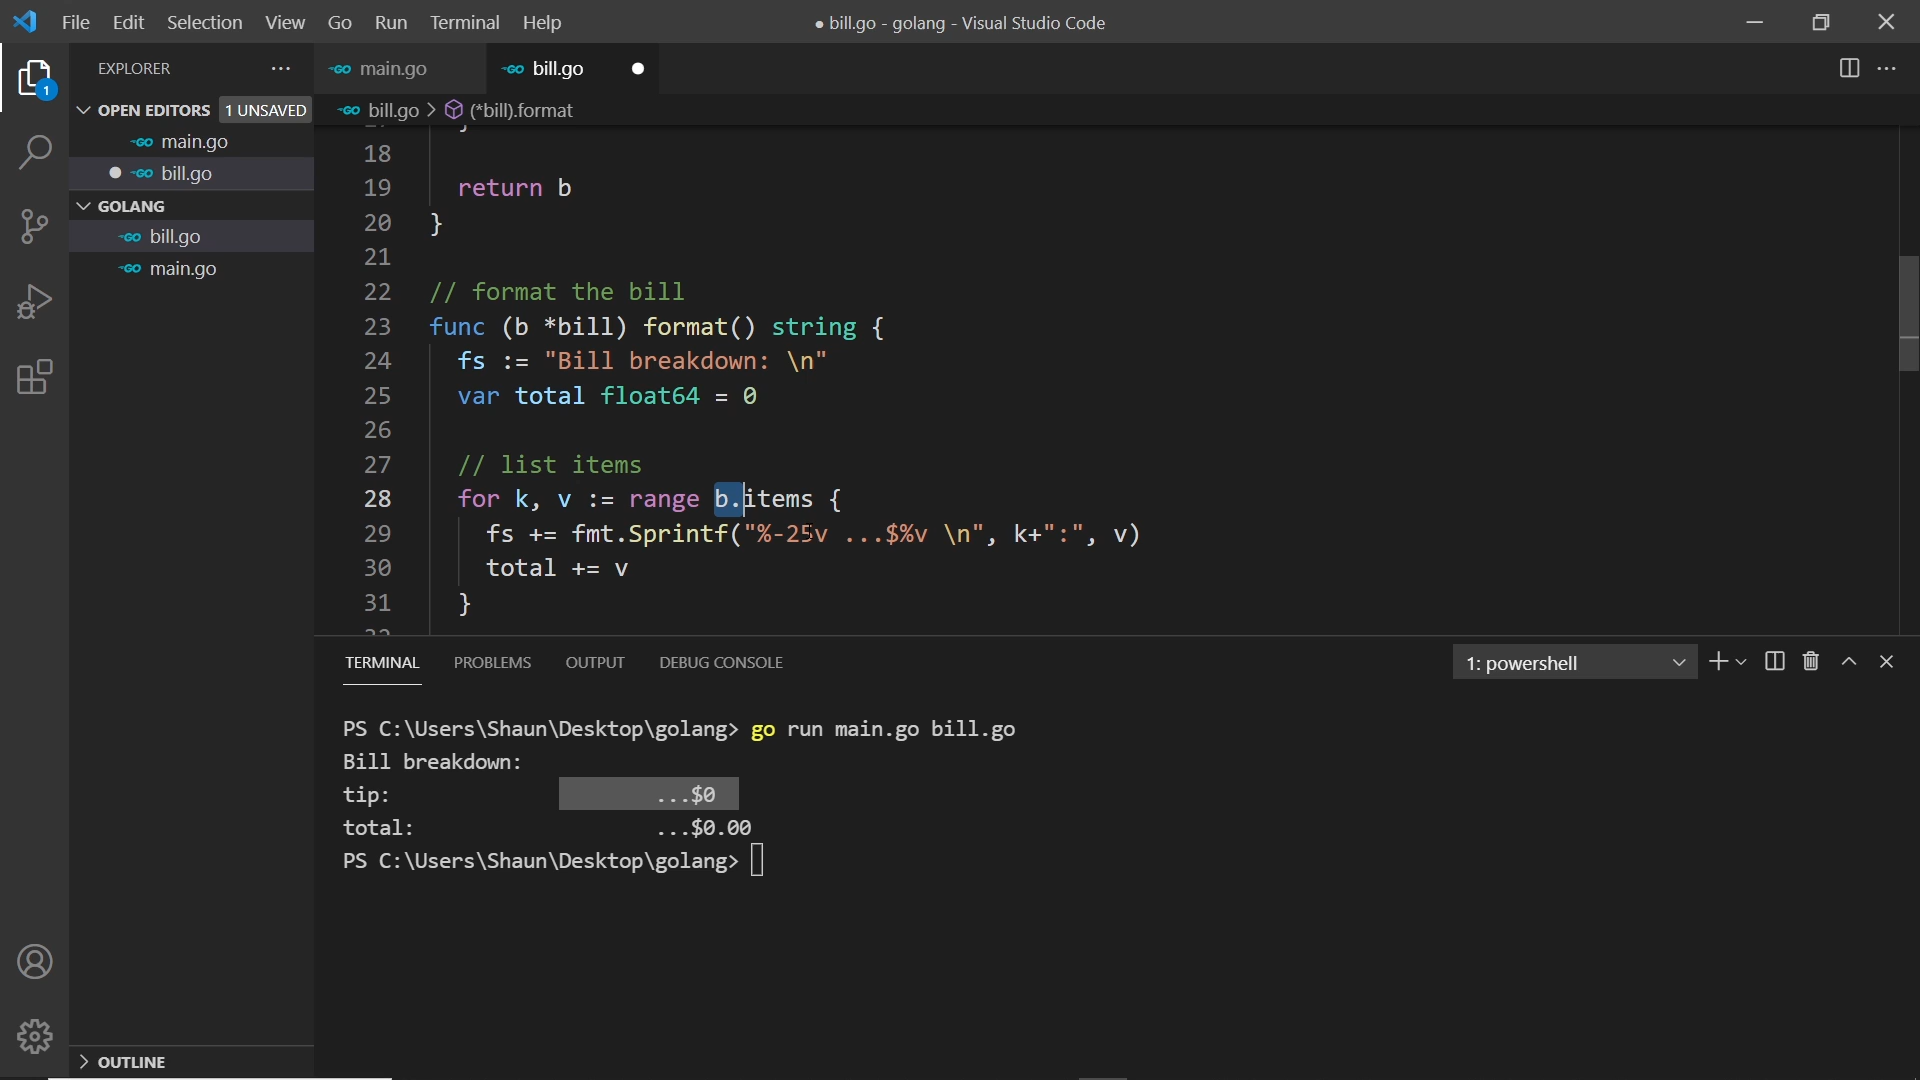 File Edit Selection View Go Run Terminal Help
● bill.go - golang - Visual Studio Code
EXPLORER
main.go
bill.go
OPEN EDITORS 1 UNSAVED
main.go
bill.go
GOLANG
bill.go
main.go
OUTLINE
1
bill.go > (*bill).format
18
19 return b
20 }
21
22 // format the bill
23 func (b *bill) format() string {
24 fs := "Bill breakdown: \n"
25 var total float64 = 0
26
27 // list items
28 for k, v := range b.items {
29 fs += fmt.Sprintf("%-25v ...$%v \n", k+":", v)
30 total += v
31 }
TERMINAL PROBLEMS OUTPUT DEBUG CONSOLE
1: powershell
PS C:\Users\Shaun\Desktop\golang> go run main.go bill.go
Bill breakdown:
tip: ...$0
total: ...$0.00
PS C:\Users\Shaun\Desktop\golang>